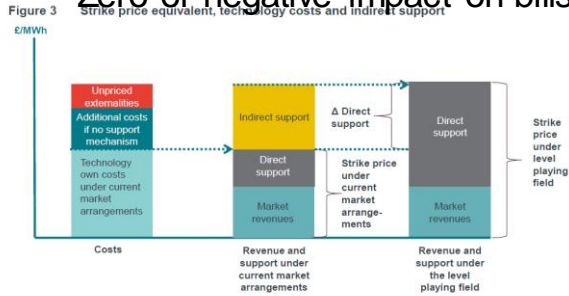 Zero or negative impact on bills
Figure 3 Strike price equivalent, technology costs and indirect support
£/MWh
Unpriced
externalities
Additional costs
if no support
mechanism
Technology
own costs
under current
market
arrangements
Costs
Indirect support
Direct
support
Market
revenues
Revenue and
support under
current market
arrangements
Δ Direct
support
Strike price
under
current
market
arrange-
ments
Direct
support
Market
revenues
Revenue and
support under
the level
playing field
Strike
price
under
level
playing
field